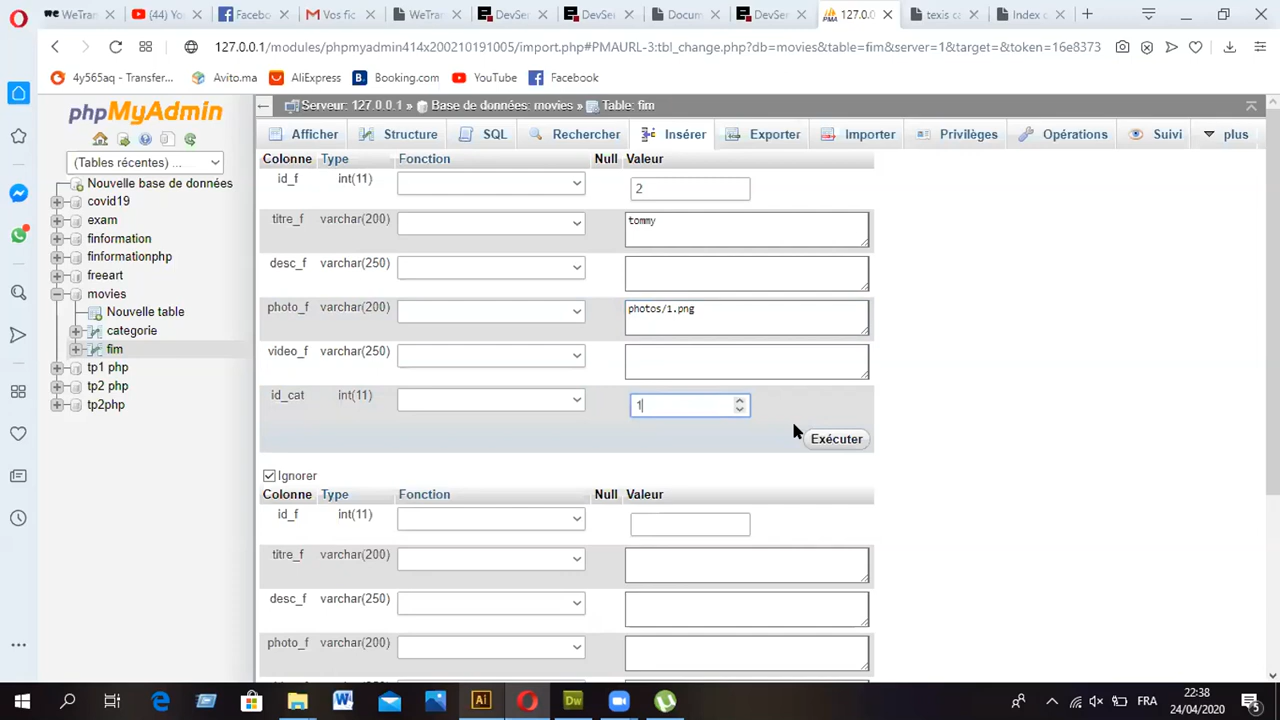 WeTran
(44) Yo
Facebo
Vos fic
WeTran
DevSer
DevSer
Docum
DevSer
127.0.0
texis c
Index c
127.0.0.1/modules/phpmyadmin414x200210191005/import.php#PMAURL-3:tbl_change.php?db=movies&table=fim&server=1&target=&token=16e8373
4y565aq - Transfer...
Avito.ma
AliExpress
Booking.com
YouTube
Facebook
phpMyAdmin
(Tables récentes) ...
Nouvelle base de données
covid19
exam
finformation
finformationphp
freeart
movies
Nouvelle table
categorie
fim
tp1 php
tp2 php
tp2php
Serveur: 127.0.0.1 » Base de données: movies » Table: fim
Afficher Structure SQL Rechercher Insérer Exporter Importer Privilèges Opérations Suivi plus
Colonne Type Fonction Null Valeur
id_f int(11) 2
titre_f varchar(200) tommy
desc_f varchar(250)
photo_f varchar(200) photos/1.png
video_f varchar(250)
id_cat int(11) 1
Exécuter
Ignorer
Colonne Type Fonction Null Valeur
id_f int(11)
titre_f varchar(200)
desc_f varchar(250)
photo_f varchar(200)
FRA
22:38
24/04/2020
5